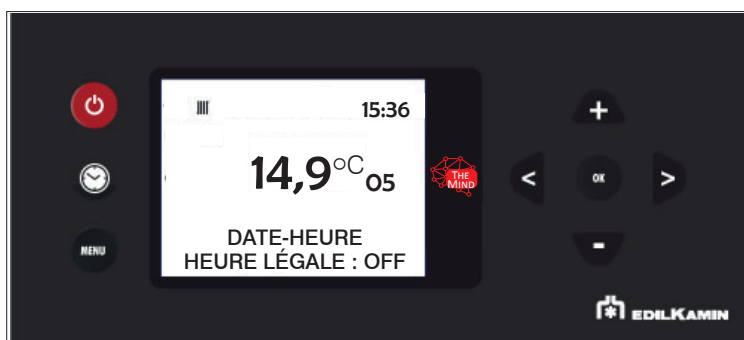 15:36
14,9°C 05
THE
MIND
DATE-HEURE
HEURE LÉGALE : OFF
MENU
+
< OK >
-
EDILKAMIN